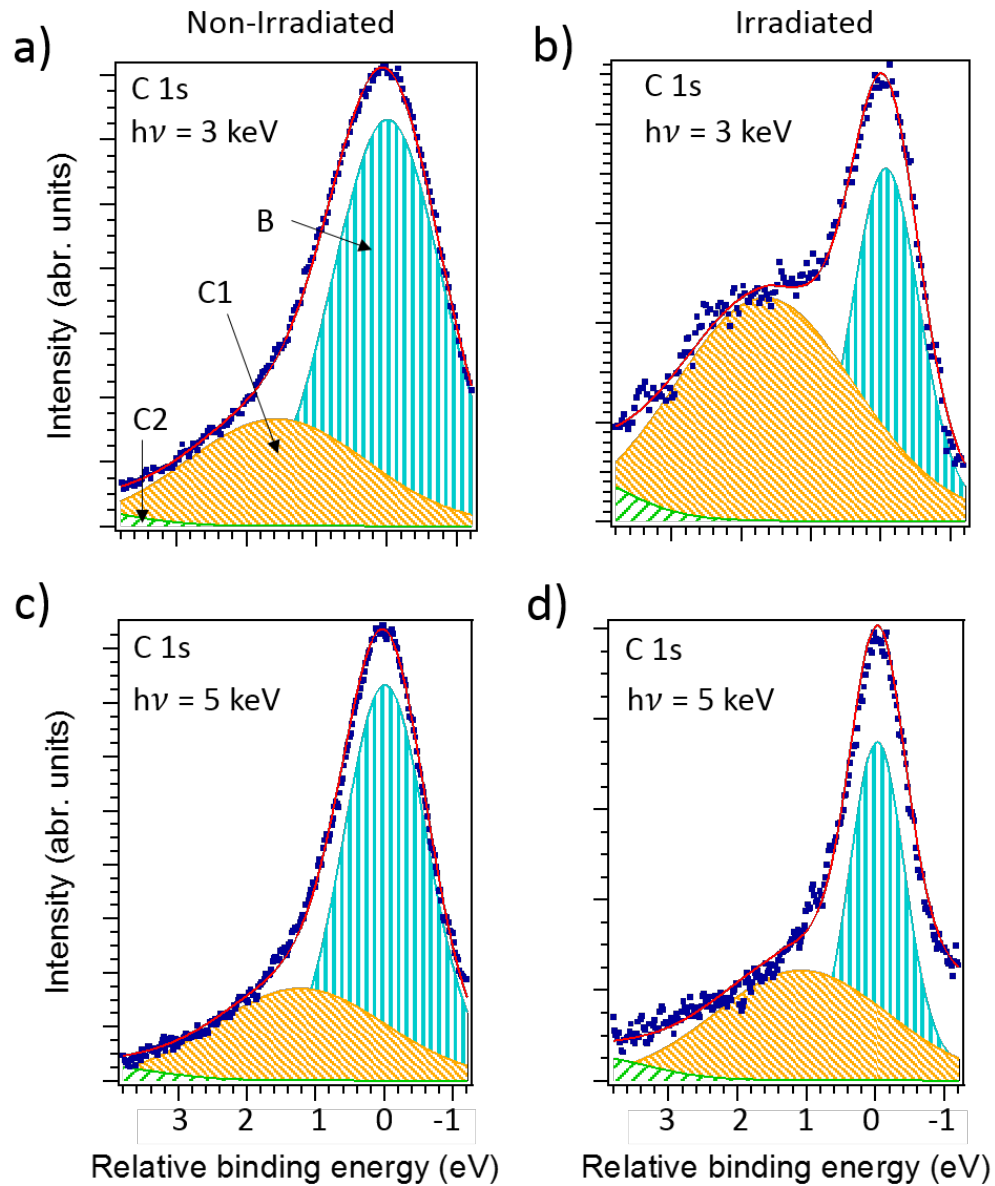 Non-Irradiated
Irradiated
a)
C 1s
hν = 3 keV
B
C1
C2
Intensity (abr. units)
b)
C 1s
hν = 3 keV
c)
C 1s
hν = 5 keV
Intensity (abr. units)
3 2 1 0 -1
Relative binding energy (eV)
d)
C 1s
hν = 5 keV
3 2 1 0 -1
Relative binding energy (eV)